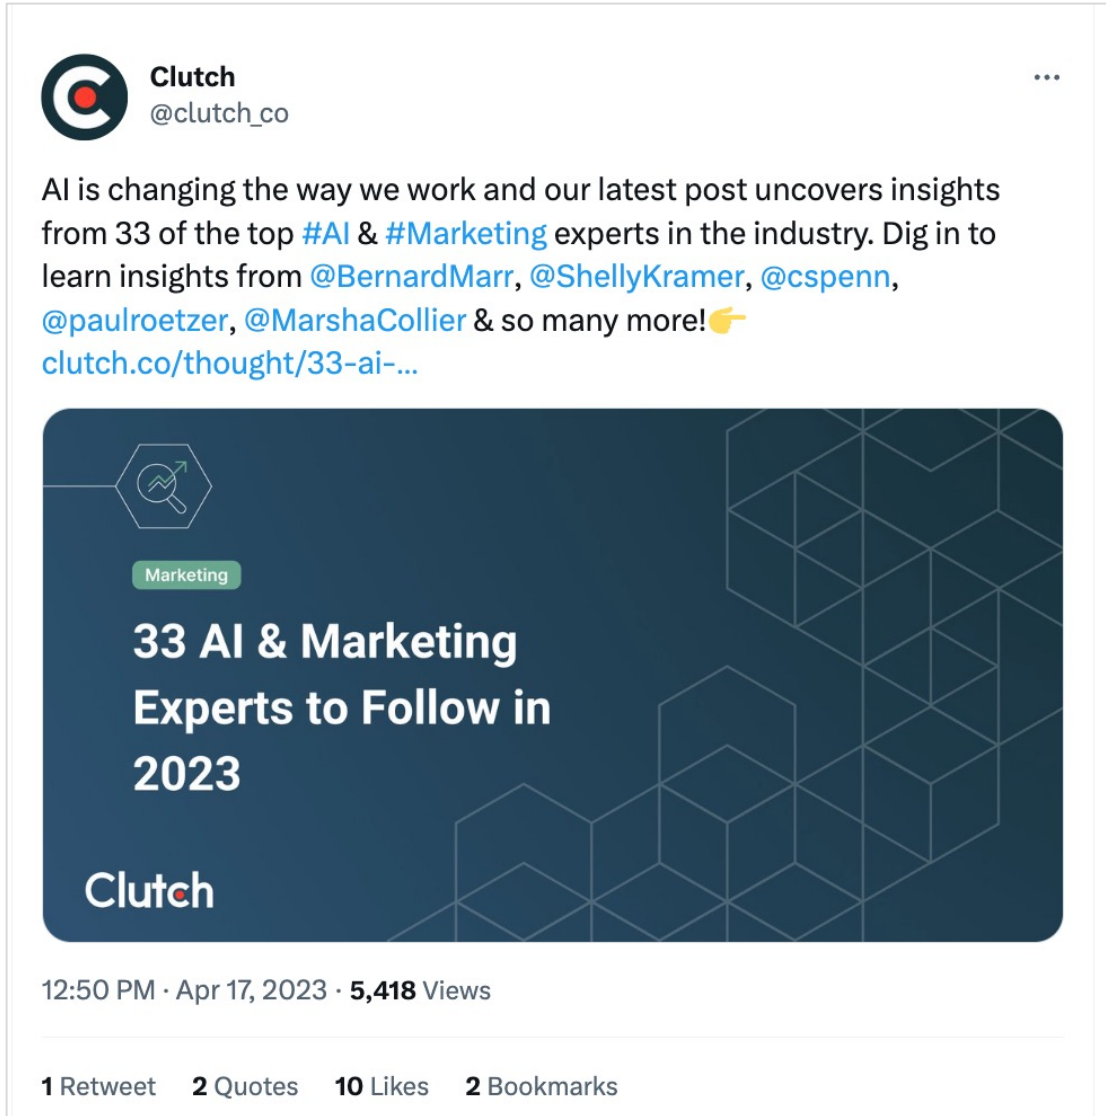 Clutch
@clutch_co
AI is changing the way we work and our latest post uncovers insights
from 33 of the top #AI & #Marketing experts in the industry. Dig in to
learn insights from @BernardMarr, @ShellyKramer, @cspenn,
@paulroetzer, @MarshaCollier & so many more!👉
clutch.co/thought/33-ai-...
Marketing
33 AI & Marketing
Experts to Follow in
2023
Clutch
12:50 PM · Apr 17, 2023 · 5,418 Views
1 Retweet 2 Quotes 10 Likes 2 Bookmarks